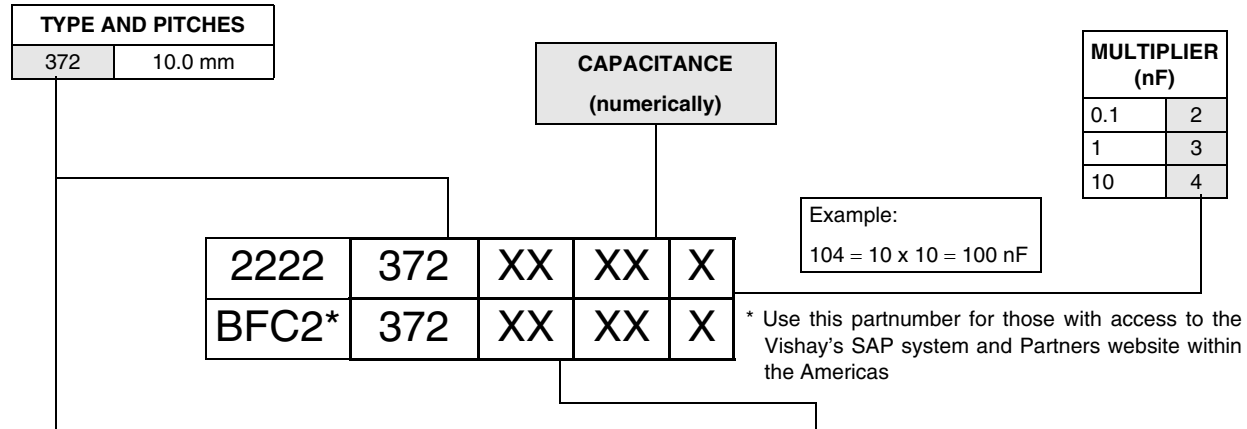 TYPE AND PITCHES
372 10.0 mm
CAPACITANCE
(numerically)
MULTIPLIER
(nF)
0.1 2
1 3
10 4
Example:
104 = 10 x 10 = 100 nF
2222 372 XX XX X
BFC2* 372 XX XX X
* Use this partnumber for those with access to the
Vishay's SAP system and Partners website within
the Americas